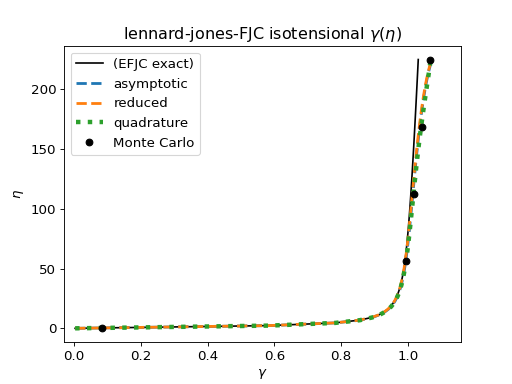 lennard-jones-FJC isotensional γ(η)
(EFJC exact)
asymptotic
reduced
quadrature
Monte Carlo
η
200
150
100
50
0
0.0 0.2 0.4 0.6 0.8 1.0
γ